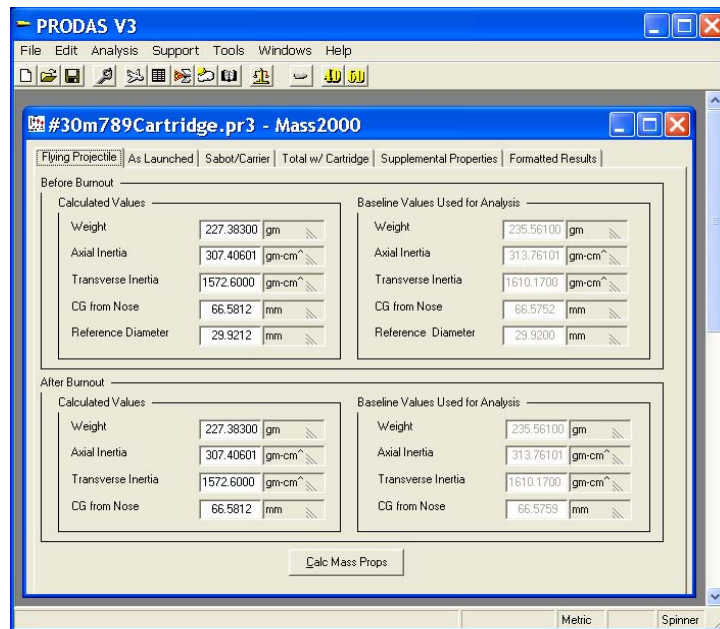 PRODAS V3
File Edit Analysis Support Tools Windows Help
#30m789Cartridge.pr3 - Mass2000
Flying Projectile As Launched Sabot/Carrier Total w/ Cartridge Supplemental Properties Formatted Results
Before Burnout
Calculated Values Baseline Values Used for Analysis
Weight 227.38300 gm Weight 235.56100 gm
Axial Inertia 307.40601 gm-cm^ Axial Inertia 313.76101 gm-cm^
Transverse Inertia 1572.6000 gm-cm^ Transverse Inertia 1610.1700 gm-cm^
CG from Nose 66.5812 mm CG from Nose 66.5752 mm
Reference Diameter 29.9212 mm Reference Diameter 29.9200 mm
After Burnout
Calculated Values Baseline Values Used for Analysis
Weight 227.38300 gm Weight 235.56100 gm
Axial Inertia 307.40601 gm-cm^ Axial Inertia 313.76101 gm-cm^
Transverse Inertia 1572.6000 gm-cm^ Transverse Inertia 1610.1700 gm-cm^
CG from Nose 66.5812 mm CG from Nose 66.5759 mm
Calc Mass Props
Metric Spinner